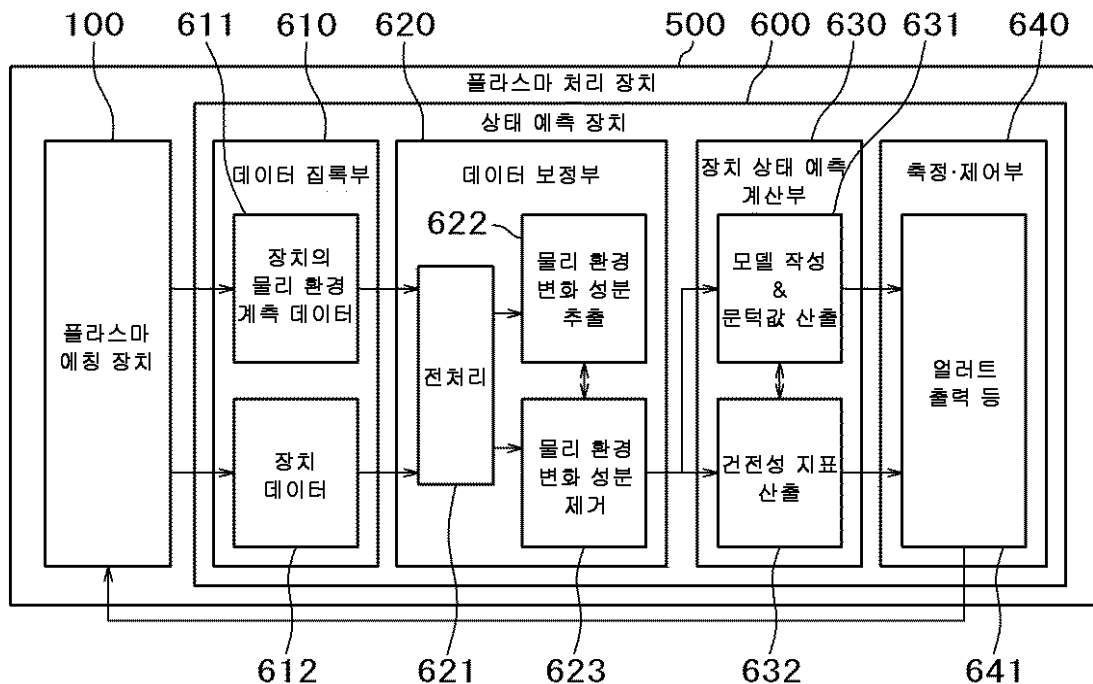 100
611
610
620
500
600
630
631
640
플라스마 처리 장치
상태 예측 장치
데이터 집록부
데이터 보정부
장치 상태 예측
계산부
측정·제어부
622
장치의
물리 환경
계측 데이터
물리 환경
변화 성분
추출
모델 작성
&
문턱값 산출
플라스마
에칭 장치
전처리
얼러트
출력 등
장치
데이터
물리 환경
변화 성분
제거
건전성 지표
산출
612
621
623
632
641